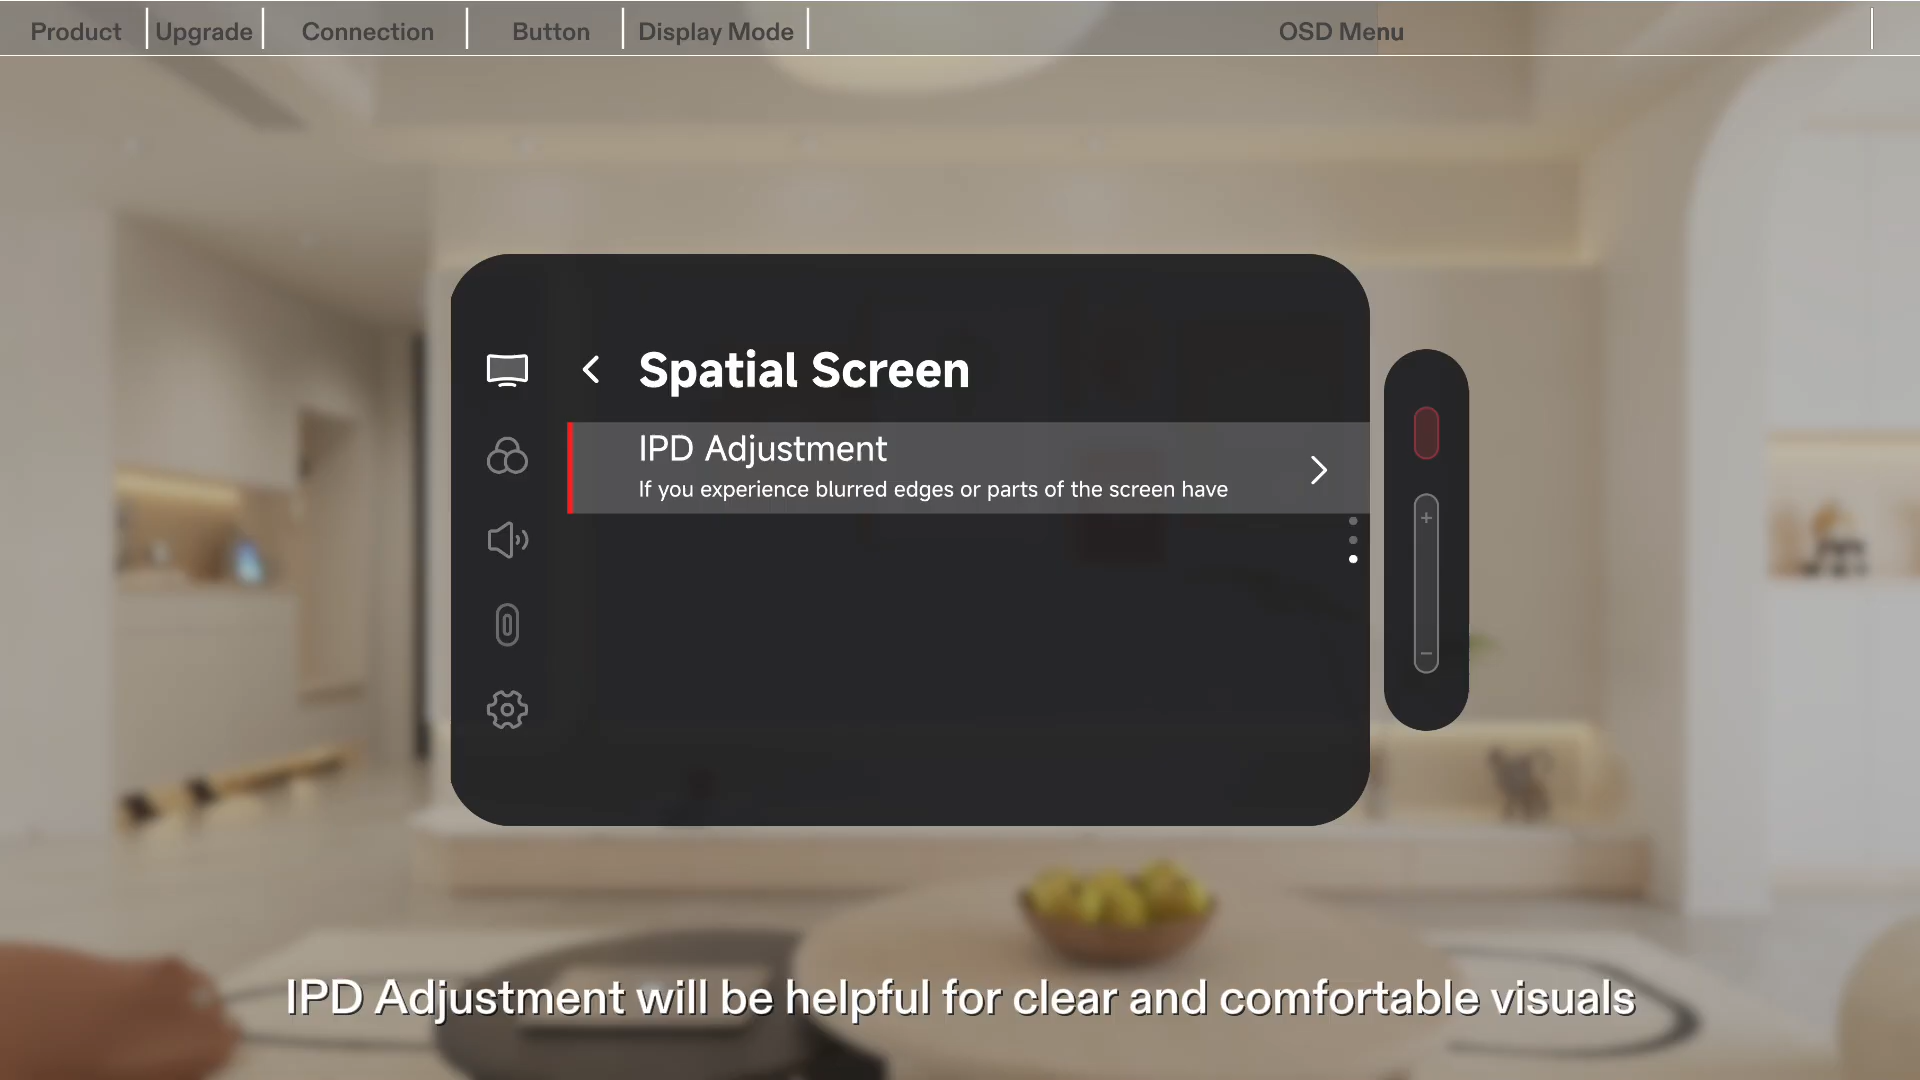 Product
Upgrade
Connection
Button
Display Mode
OSD Menu
Spatial Screen
IPD Adjustment
If you experience blurred edges or parts of the screen have
IPD Adjustment will be helpful for clear and comfortable visuals